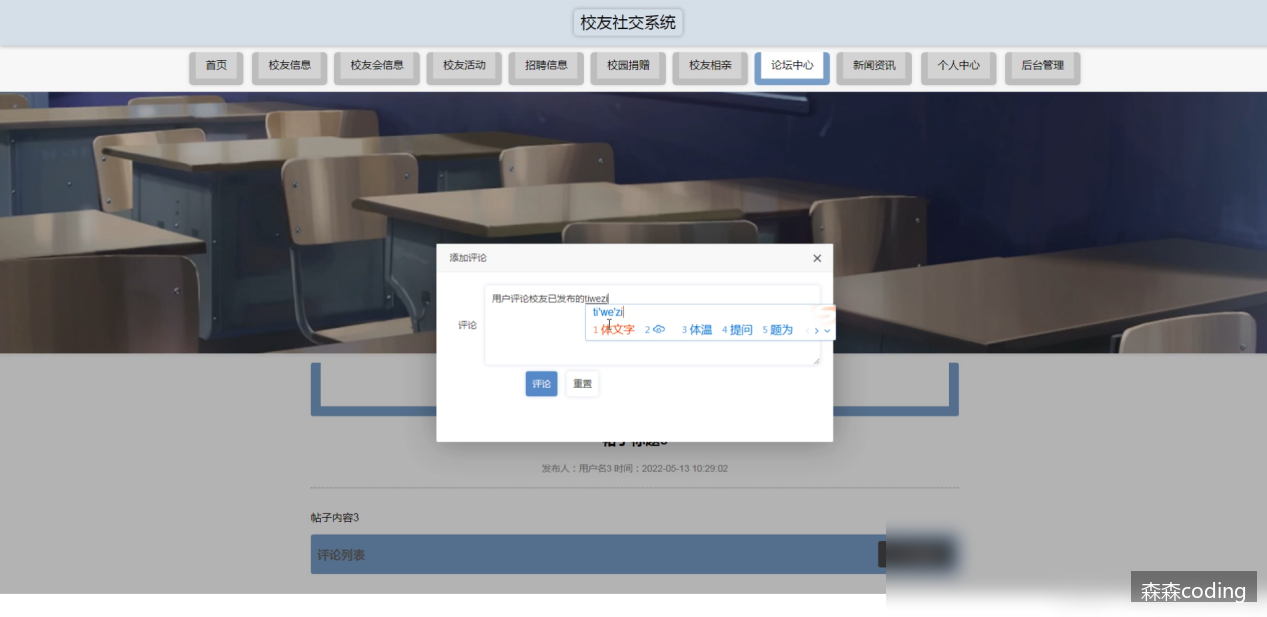 校友社交系统
首页 校友信息 校友会信息 校友活动 招聘信息 校园捐赠 校友相亲 论坛中心 新闻资讯 个人中心 后台管理
添加评论 ✕
用户评论校友已发布的tiwezi
ti'we'zi
1 体文字 2 3 体温 4 提问 5 题为
评论
评论 重置
发布人：用户名3 时间：2022-05-13 10:29:02
帖子内容3
评论列表
森森coding